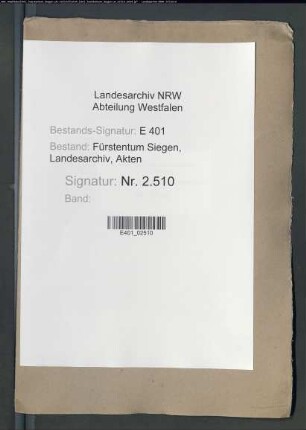 Landesarchiv NRW
Abteilung Westfalen
Bestands-Signatur: E 401
Bestand: Fürstentum Siegen,
Landesarchiv, Akten
Signatur: Nr. 2.510
Band:
E401_02510